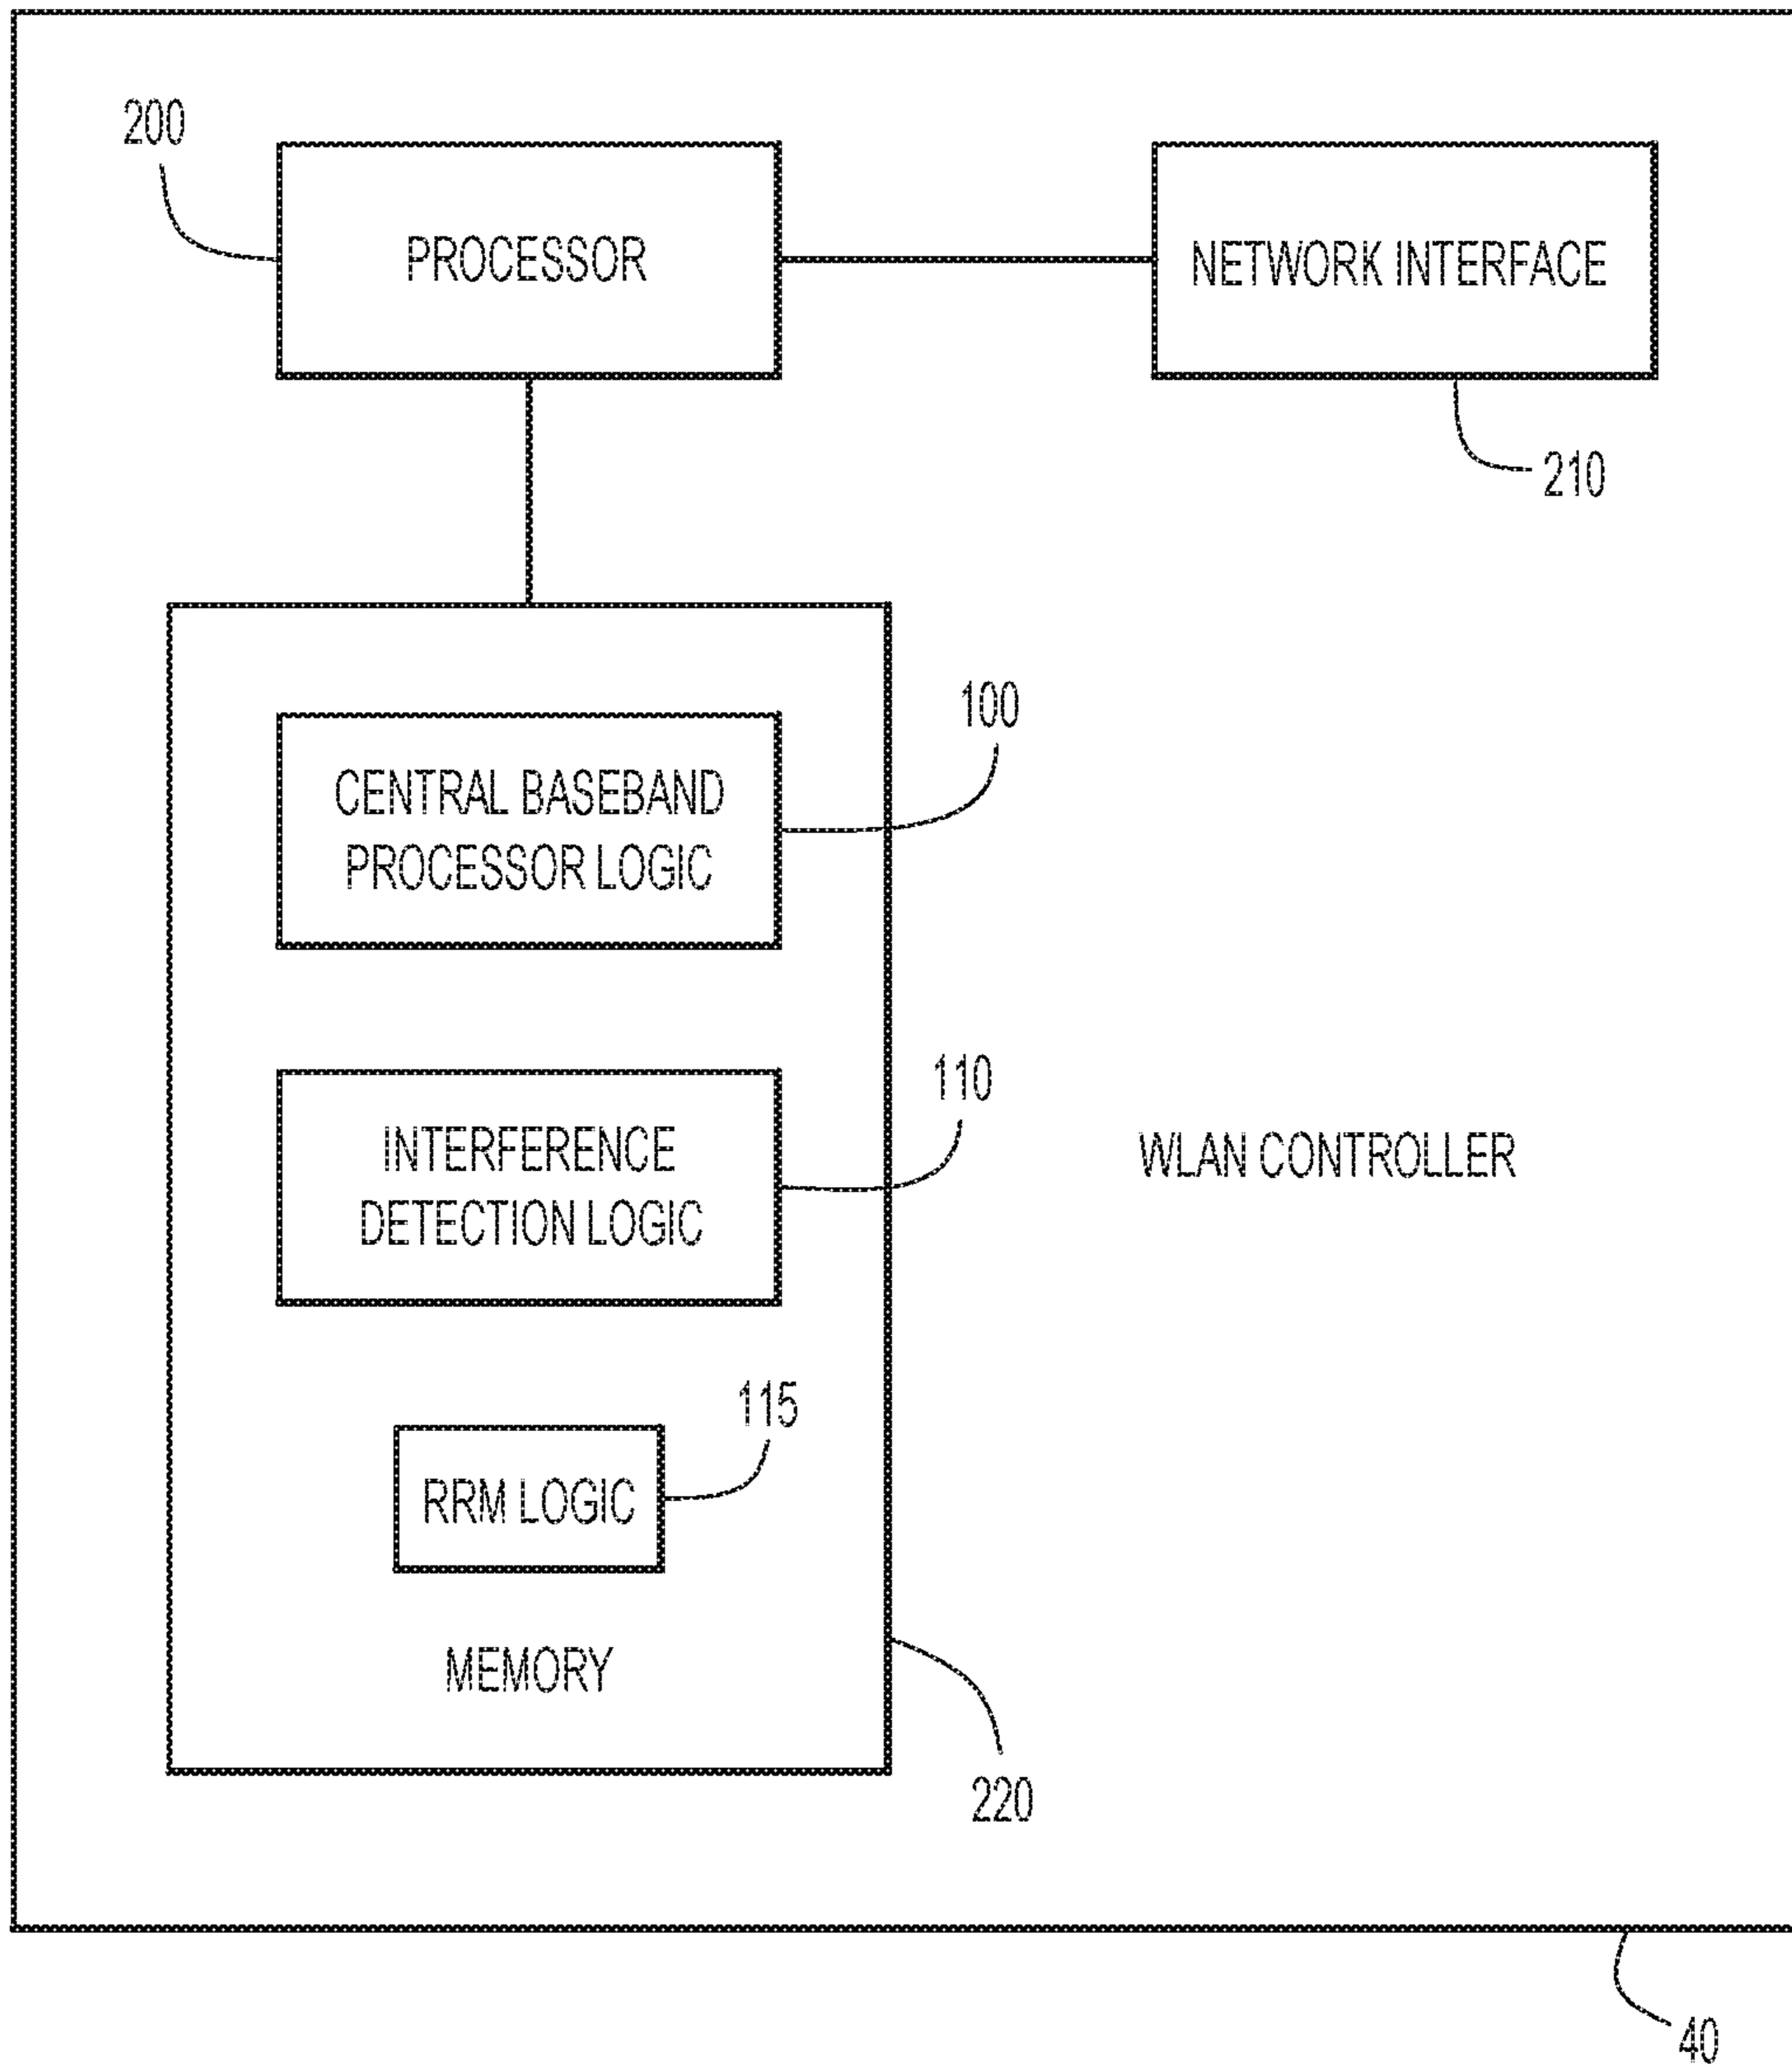 200
PROCESSOR
NETWORK INTERFACE
210
100
CENTRAL BASEBAND
PROCESSOR LOGIC
110
INTERFERENCE
DETECTION LOGIC
WLAN CONTROLLER
115
RRM LOGIC
MEMORY
220
40